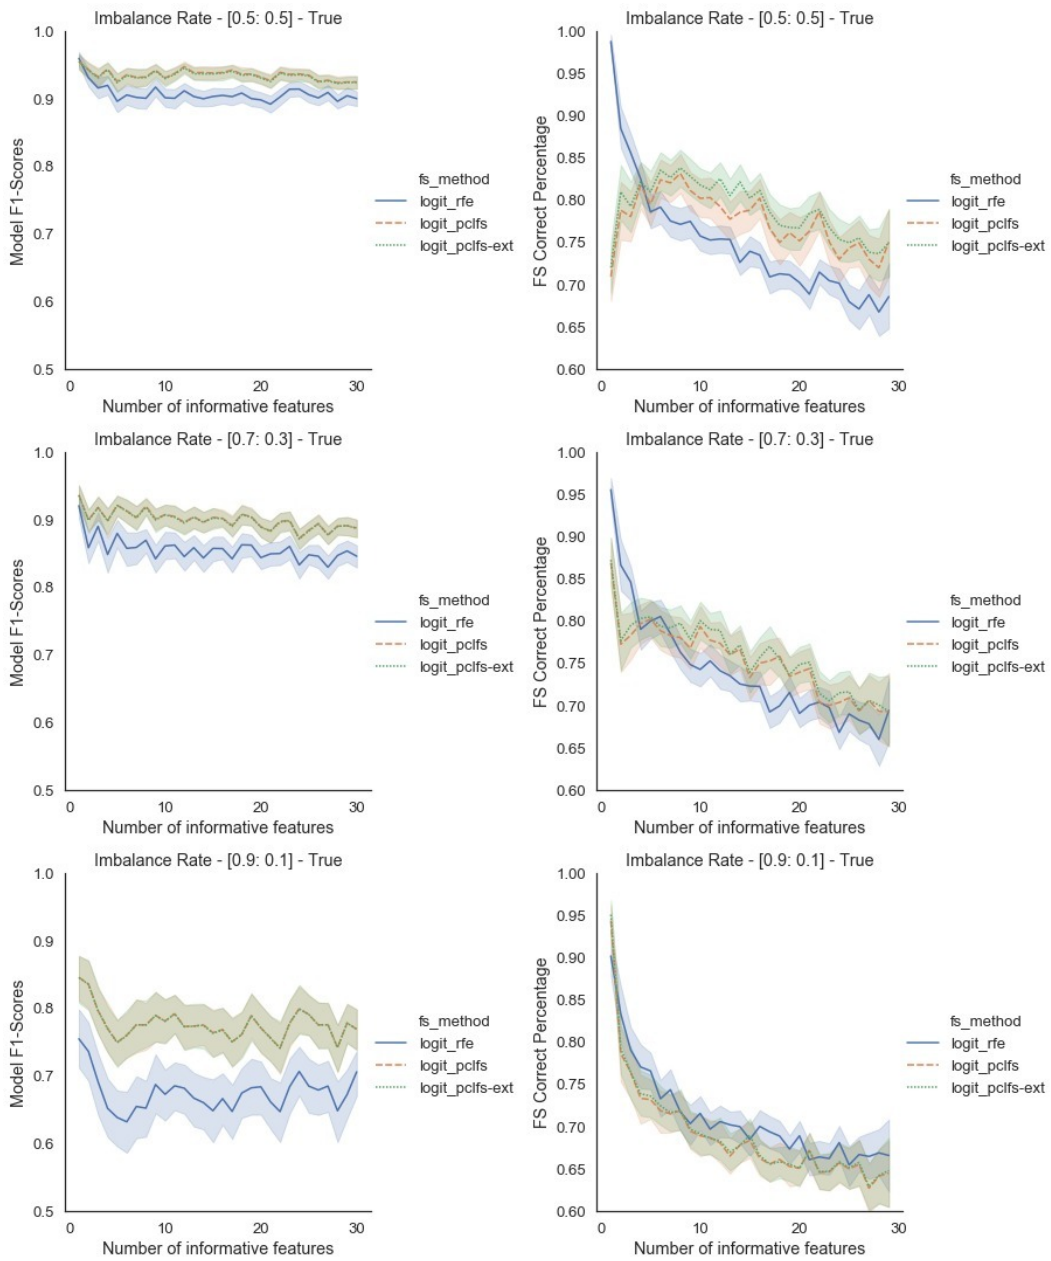 Imbalance Rate - [0.5: 0.5] - True
1.0
0.9
0.8
0.7
0.6
0.5
Model F1-Scores
0
10
20
30
Number of informative features
fs_method
logit_rfe
logit_pclfs
logit_pclfs-ext
Imbalance Rate - [0.5: 0.5] - True
1.00
0.95
0.90
0.85
0.80
0.75
0.70
0.65
0.60
FS Correct Percentage
0
10
20
30
Number of informative features
fs_method
logit_rfe
logit_pclfs
logit_pclfs-ext
Imbalance Rate - [0.7: 0.3] - True
1.0
0.9
0.8
0.7
0.6
0.5
Model F1-Scores
0
10
20
30
Number of informative features
fs_method
logit_rfe
logit_pclfs
logit_pclfs-ext
Imbalance Rate - [0.7: 0.3] - True
1.00
0.95
0.90
0.85
0.80
0.75
0.70
0.65
0.60
FS Correct Percentage
0
10
20
30
Number of informative features
fs_method
logit_rfe
logit_pclfs
logit_pclfs-ext
Imbalance Rate - [0.9: 0.1] - True
1.0
0.9
0.8
0.7
0.6
0.5
Model F1-Scores
0
10
20
30
Number of informative features
fs_method
logit_rfe
logit_pclfs
logit_pclfs-ext
Imbalance Rate - [0.9: 0.1] - True
1.00
0.95
0.90
0.85
0.80
0.75
0.70
0.65
0.60
FS Correct Percentage
0
10
20
30
Number of informative features
fs_method
logit_rfe
logit_pclfs
logit_pclfs-ext